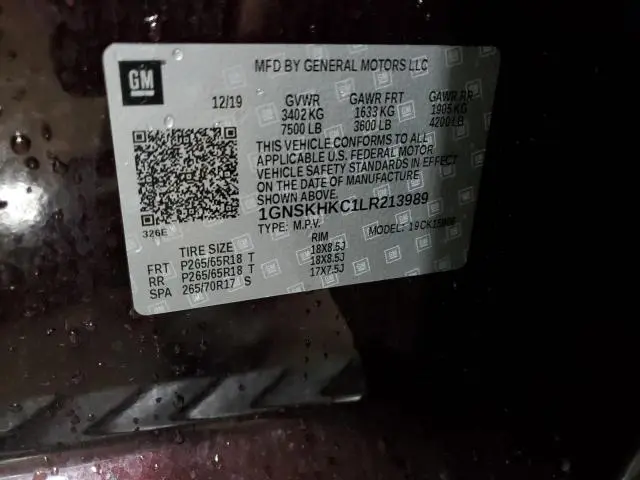 GM
MFD BY GENERAL MOTORS LLC
12/19 GVWR GAWR FRT GAWR RR
3402 KG 1633 KG 1905 KG
7500 LB 3600 LB 4200 LB
THIS VEHICLE CONFORMS TO ALL
APPLICABLE U.S. FEDERAL MOTOR
VEHICLE SAFETY STANDARDS IN EFFECT
ON THE DATE OF MANUFACTURE
SHOWN ABOVE.
1GNSKHKC1LR213989
326E
TYPE: M.P.V. MODEL:
TIRE SIZE RIM
FRT P265/65R18 T 18X8.5J
RR P265/65R18 T 18X8.5J
SPA 265/70R17 S 17X7.5J